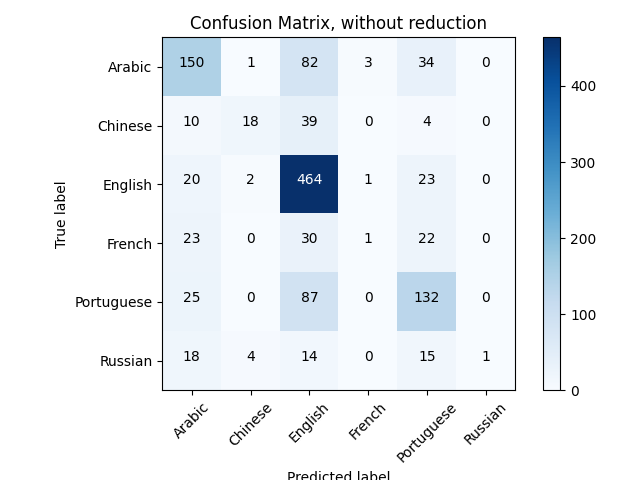 Confusion Matrix, without reduction
True label
Arabic 150 1 82 3 34 0
Chinese 10 18 39 0 4 0
English 20 2 464 1 23 0
French 23 0 30 1 22 0
Portuguese 25 0 87 0 132 0
Russian 18 4 14 0 15 1
Arabic Chinese English French Portuguese Russian
Predicted label
400
300
200
100
0